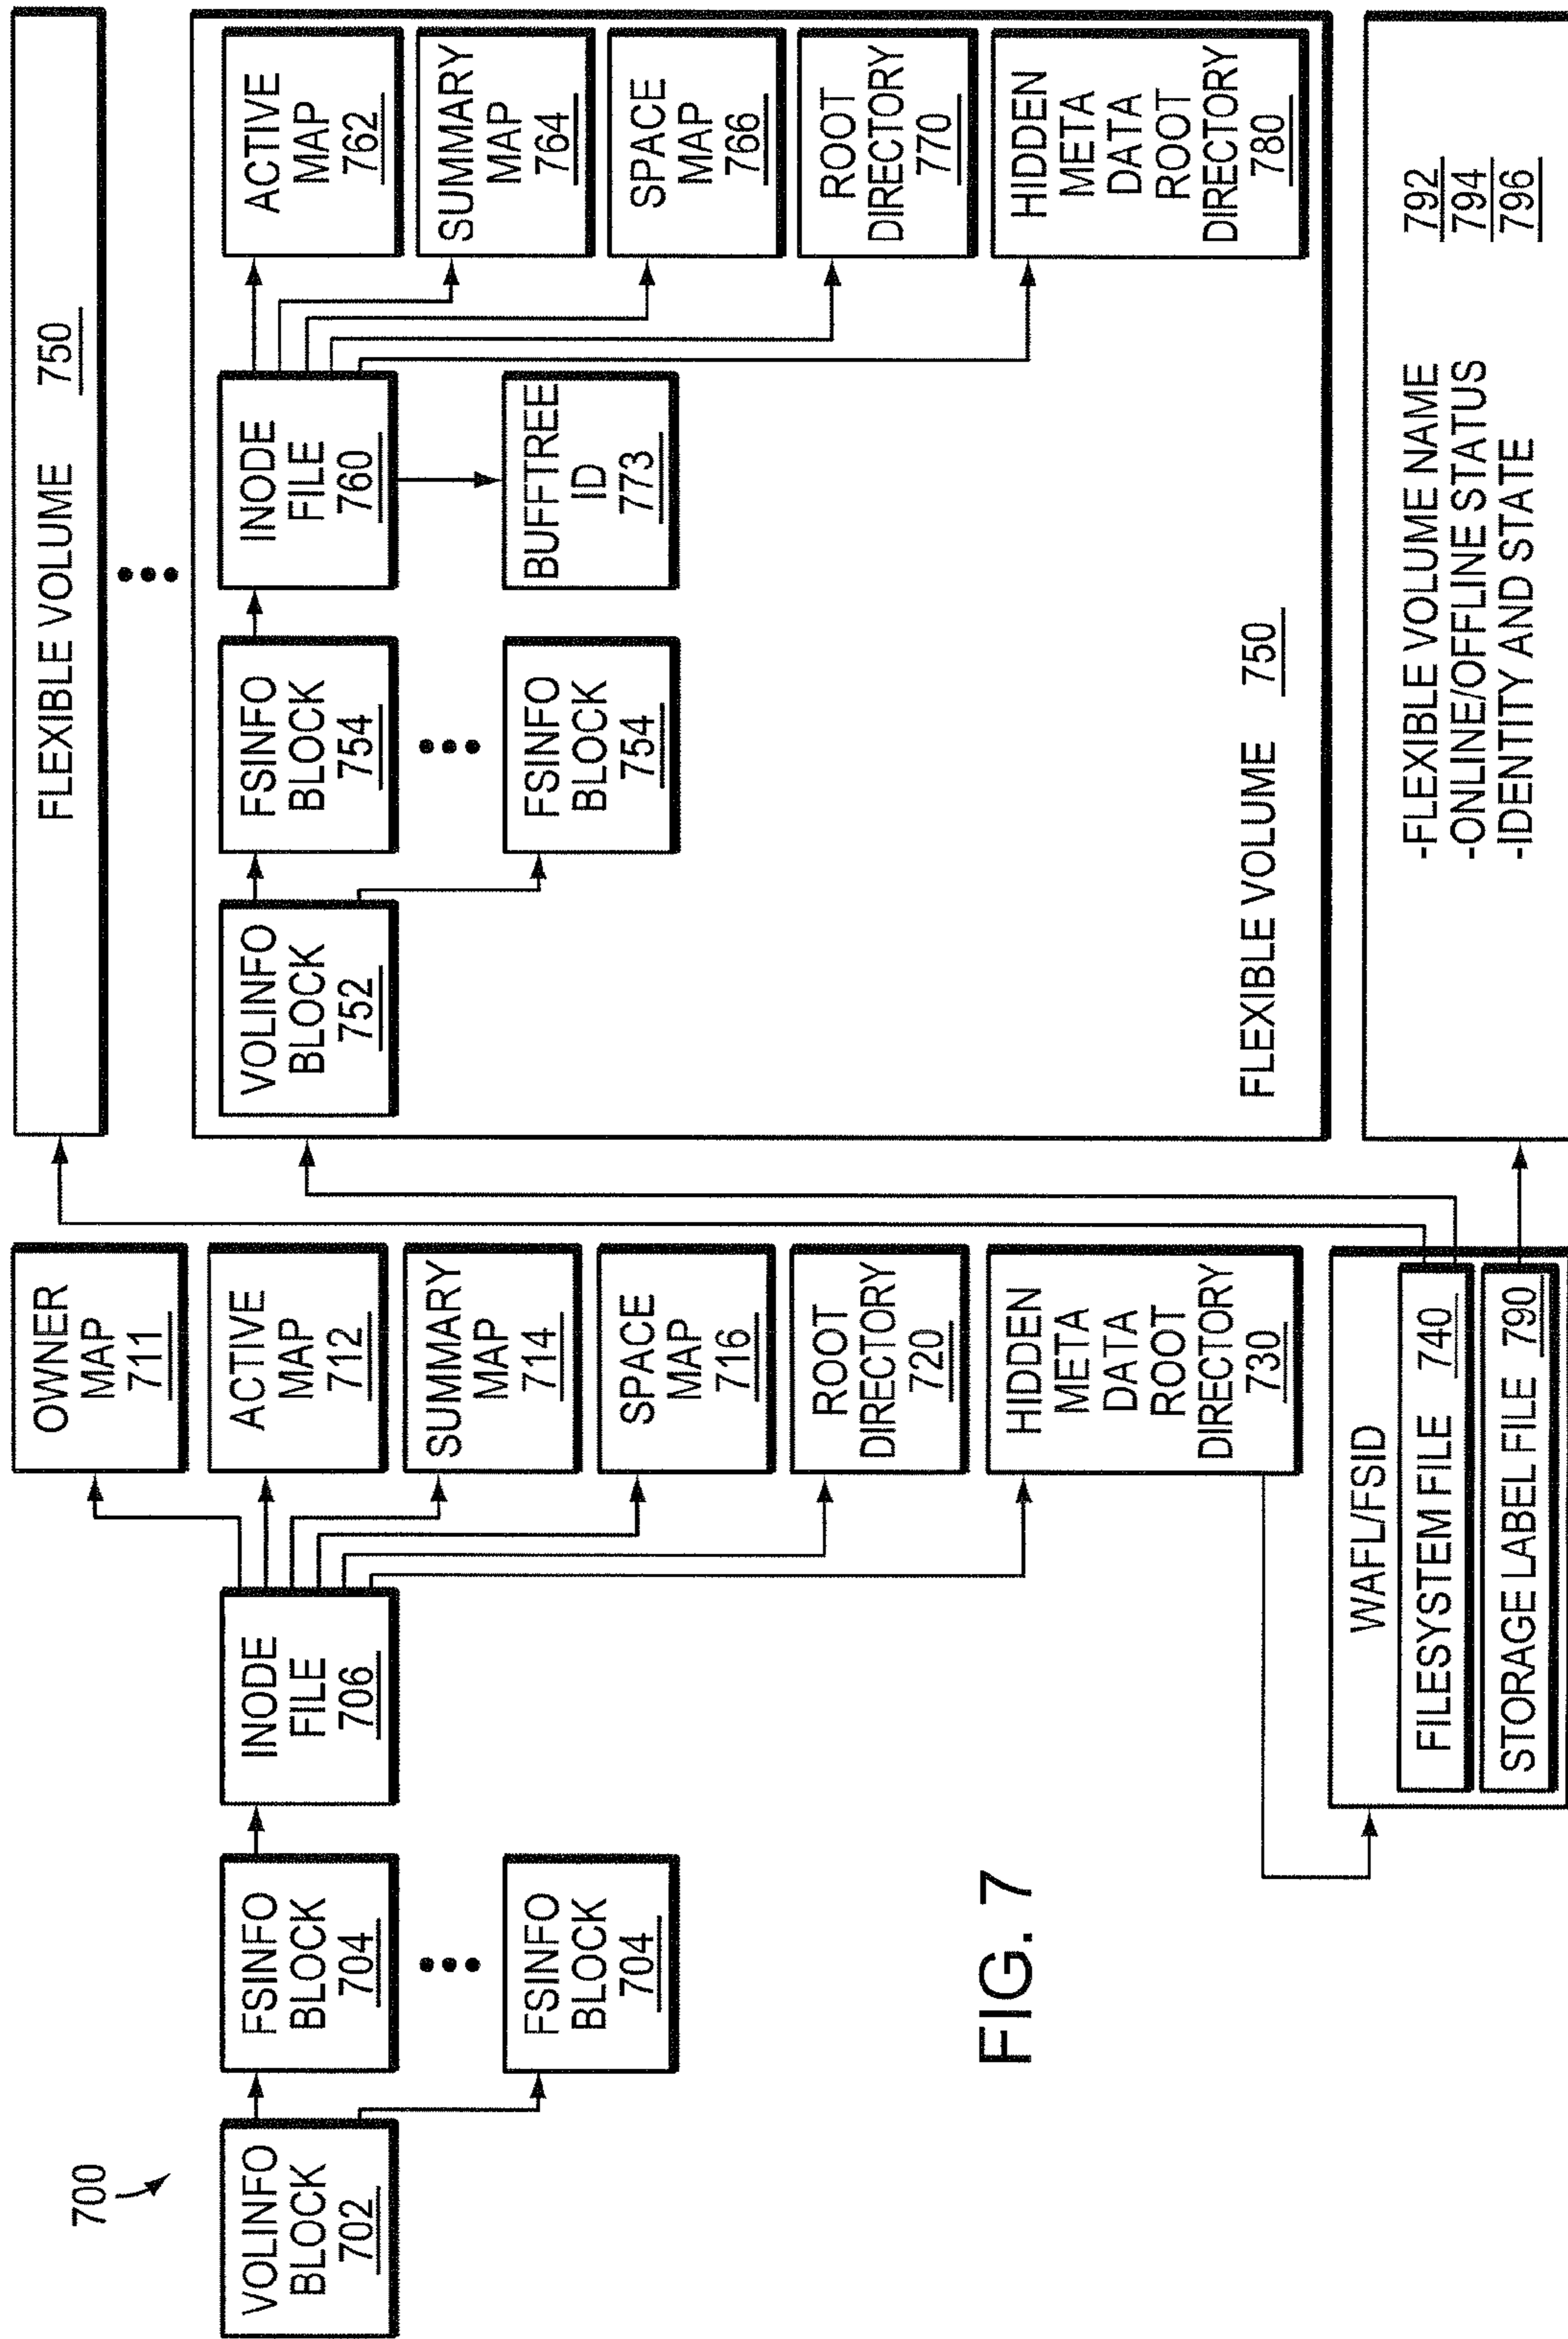 700
VOLINFO
BLOCK
702
FSINFO
BLOCK
704
FSINFO
BLOCK
704
INODE
FILE
706
OWNER
MAP
711
ACTIVE
MAP
712
SUMMARY
MAP
714
SPACE
MAP
716
ROOT
DIRECTORY
720
HIDDEN
META
DATA
ROOT
DIRECTORY
730
WAFL/FSID
FILESYSTEM FILE 740
STORAGE LABEL FILE 790
FLEXIBLE VOLUME 750
VOLINFO
BLOCK
752
FSINFO
BLOCK
754
FSINFO
BLOCK
754
INODE
FILE
760
BUFFTREE
ID
773
ACTIVE
MAP
762
SUMMARY
MAP
764
SPACE
MAP
766
ROOT
DIRECTORY
770
HIDDEN
META
DATA
ROOT
DIRECTORY
780
FLEXIBLE VOLUME 750
-FLEXIBLE VOLUME NAME 792
-ONLINE/OFFLINE STATUS 794
-IDENTITY AND STATE 796
FIG. 7